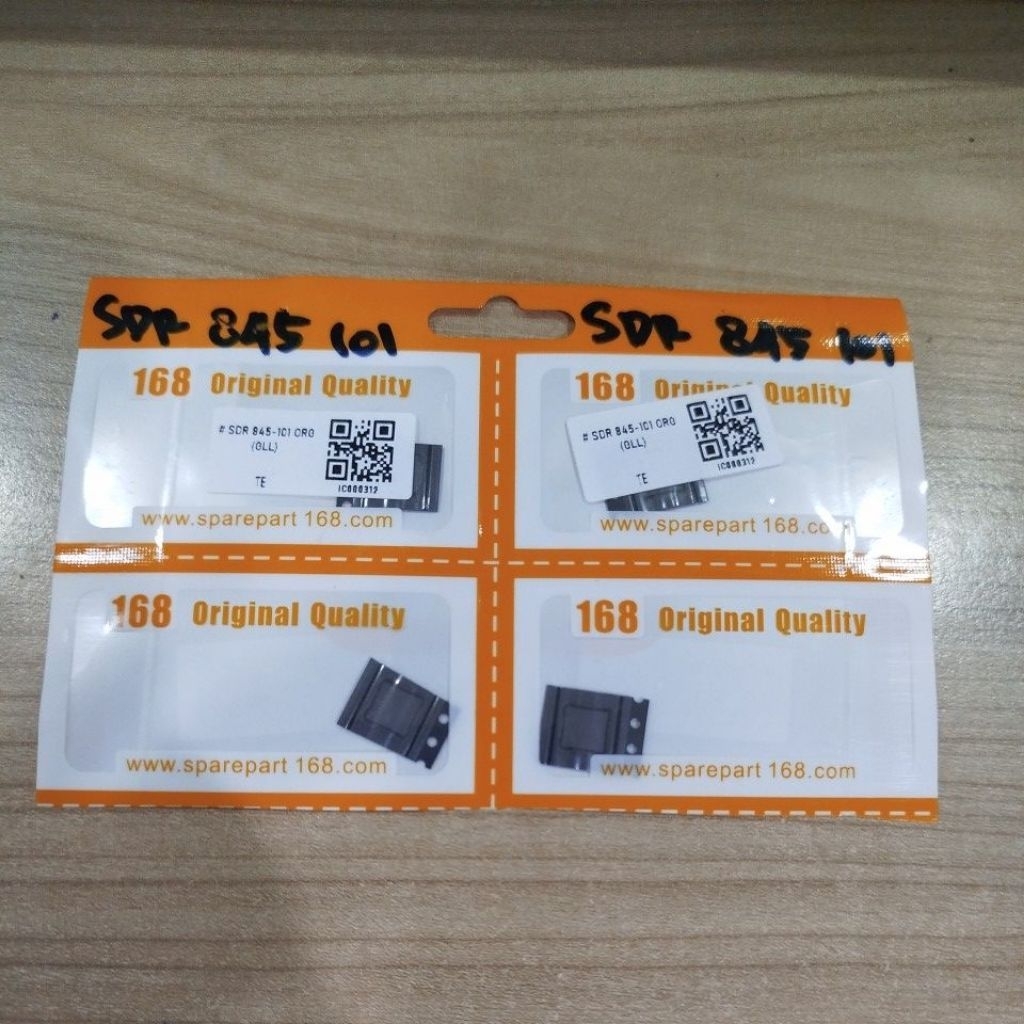 SDR 845 101
SDR 845 101
168 Original Quality
# SDR 845-101 ORG
(GLL)
TE
IC000312
www.sparepart 168.com
168 Original Quality
# SDR 845-101 ORG
(GLL)
TE
IC000312
www.sparepart 168.co
168 Original Quality
www.sparepart 168.com
168 Original Quality
www.sparepart 168.com